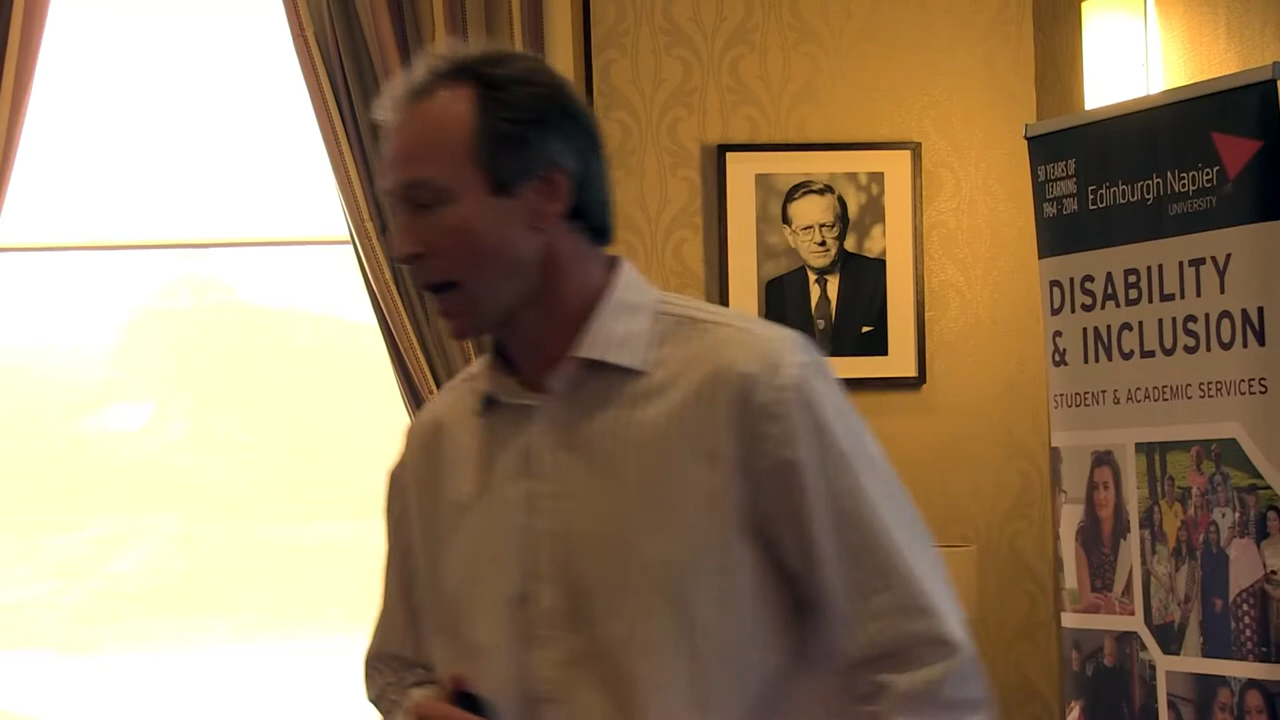 50 YEARS OF
LEARNING
1964 - 2014
Edinburgh Napier
UNIVERSITY
DISABILITY
& INCLUSION
STUDENT & ACADEMIC SERVICES